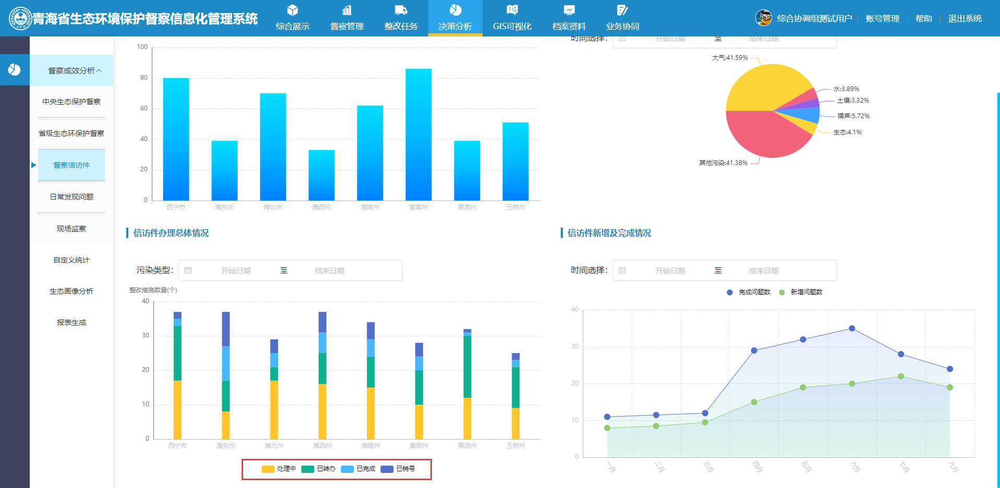 青海省生态环境保护督察信息化管理系统
综合展示
督察管理
整改任务
决策分析
GIS可视化
档案资料
业务协同
综合协调组测试用户
账号管理
帮助
退出系统
督察成效分析
中央生态保护督察
省级生态环保护督察
督察信访件
日常发现问题
现场监察
自定义统计
生态画像分析
报表生成
100
80
60
40
20
0
西宁市
海东州
海北州
海西州
海南州
黄南州
果洛州
玉树州
时间选择:
开始日期
至
结束日期
大气:41.59%
水:3.89%
土壤:3.32%
噪声:5.72%
生态:4.1%
其他污染:41.38%
信访件办理总体情况
污染类型:
开始日期
至
结束日期
整改措施数量(个)
40
30
20
10
0
西宁市
海东州
海北州
海西州
海南州
黄南州
果洛州
玉树州
处理中
已转办
已完成
已销号
信访件新增及完成情况
时间选择:
开始日期
至
结束日期
完成问题数
新增问题数
40
30
20
10
0
一月
二月
三月
四月
五月
六月
七月
八月